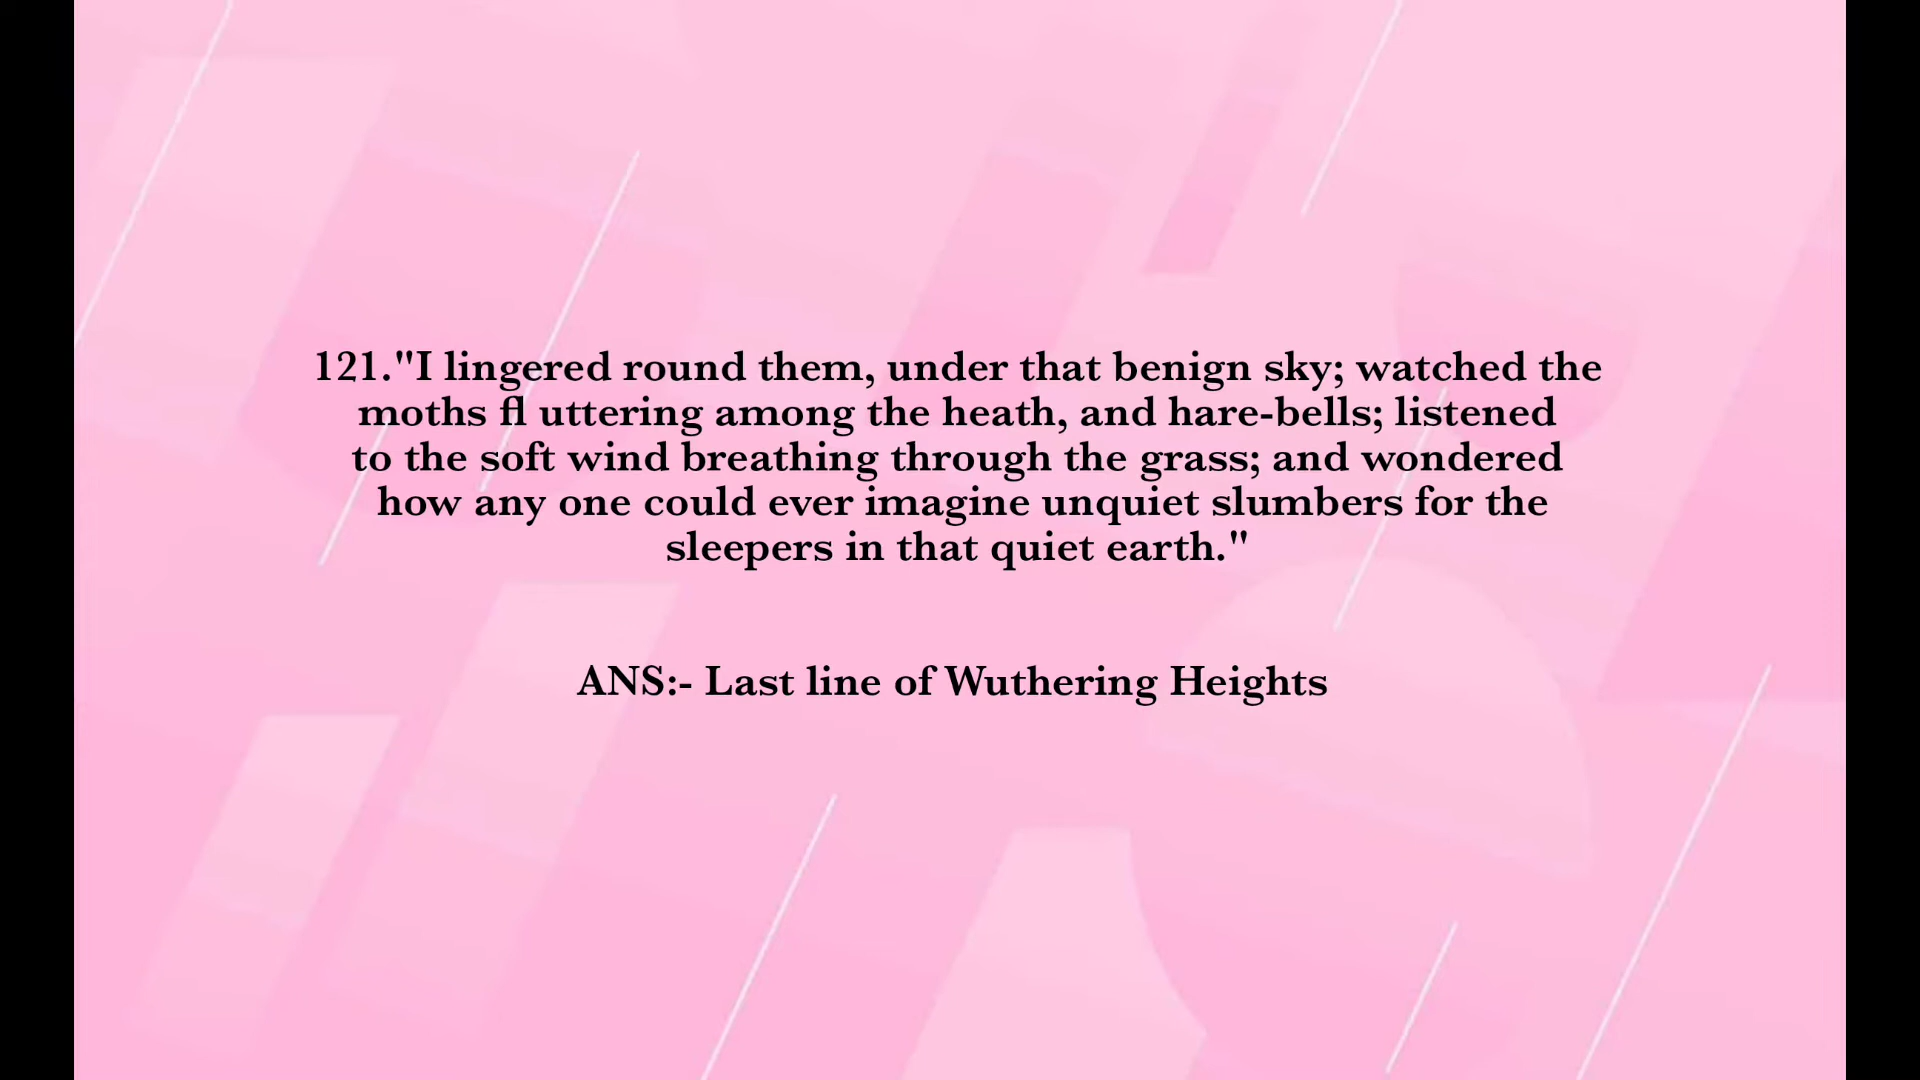 121."I lingered round them, under that benign sky; watched the
moths fl uttering among the heath, and hare-bells; listened
to the soft wind breathing through the grass; and wondered
how any one could ever imagine unquiet slumbers for the
sleepers in that quiet earth."
ANS:- Last line of Wuthering Heights